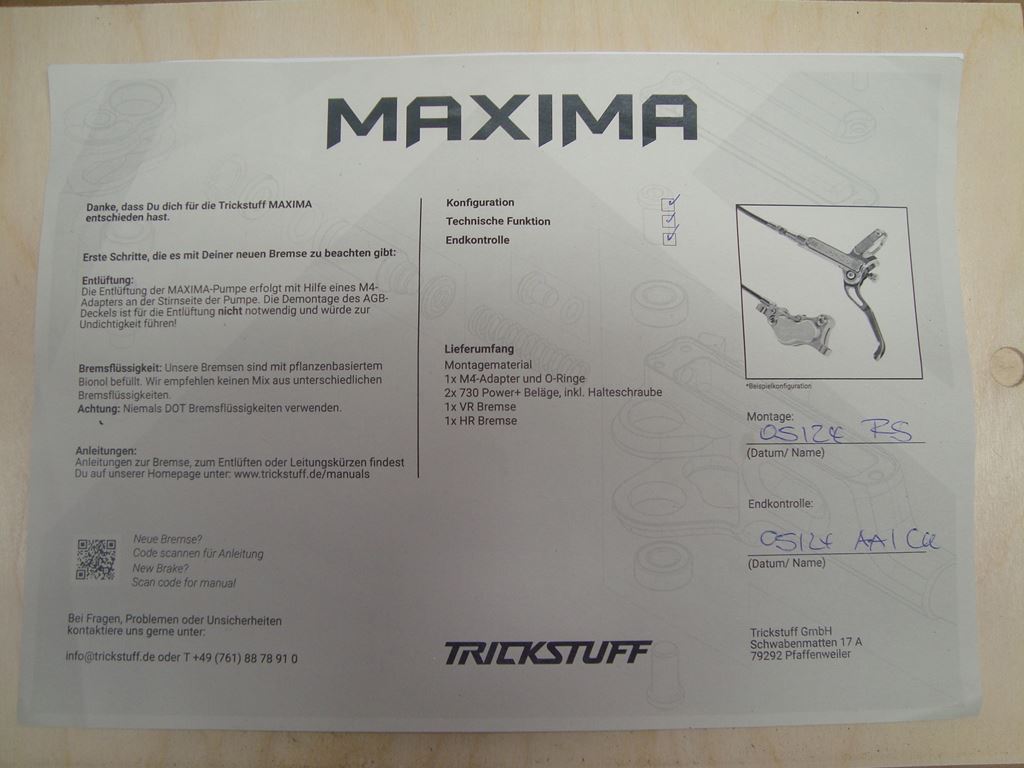 MAXIMA
Danke, dass Du dich für die Trickstuff MAXIMA
entschieden hast.
Erste Schritte, die es mit Deiner neuen Bremse zu beachten gibt:
Entlüftung:
Die Entlüftung der MAXIMA-Pumpe erfolgt mit Hilfe eines M4-
Adapters an der Stirnseite der Pumpe. Die Demontage des AGB-
Deckels ist für die Entlüftung nicht notwendig und würde zur
Undichtigkeit führen!
Bremsflüssigkeit: Unsere Bremsen sind mit pflanzenbasiertem
Bionol befüllt. Wir empfehlen keinen Mix aus unterschiedlichen
Bremsflüssigkeiten.
Achtung: Niemals DOT Bremsflüssigkeiten verwenden.
Anleitungen:
Anleitungen zur Bremse, zum Entlüften oder Leitungskürzen findest
Du auf unserer Homepage unter: www.trickstuff.de/manuals
Neue Bremse?
Code scannen für Anleitung
New Brake?
Scan code for manual
Bei Fragen, Problemen oder Unsicherheiten
kontaktiere uns gerne unter:
info@trickstuff.de oder T +49 (761) 88 78 91 0
Konfiguration
Technische Funktion
Endkontrolle
Lieferumfang
Montagematerial
1x M4-Adapter und O-Ringe
2x 730 Power+ Beläge, inkl. Halteschraube
1x VR Bremse
1x HR Bremse
TRICKSTUFF
*Beispielkonfiguration
Montage:
05124 RS
(Datum/ Name)
Endkontrolle:
05124
(Datum/ Name)
Trickstuff GmbH
Schwabenmatten 17 A
79292 Pfaffenweiler